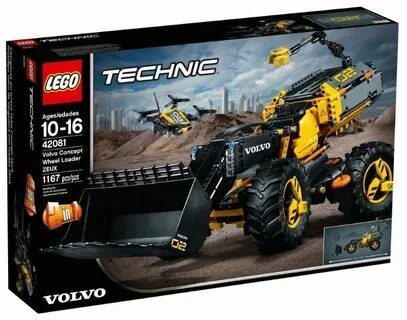 LEGO
TECHNIC
Ages/edades
10-16
42081
Volvo Concept
Wheel Loader
ZEUX
1167 pcs/pzs
VOLVO
02
02
VOLVO